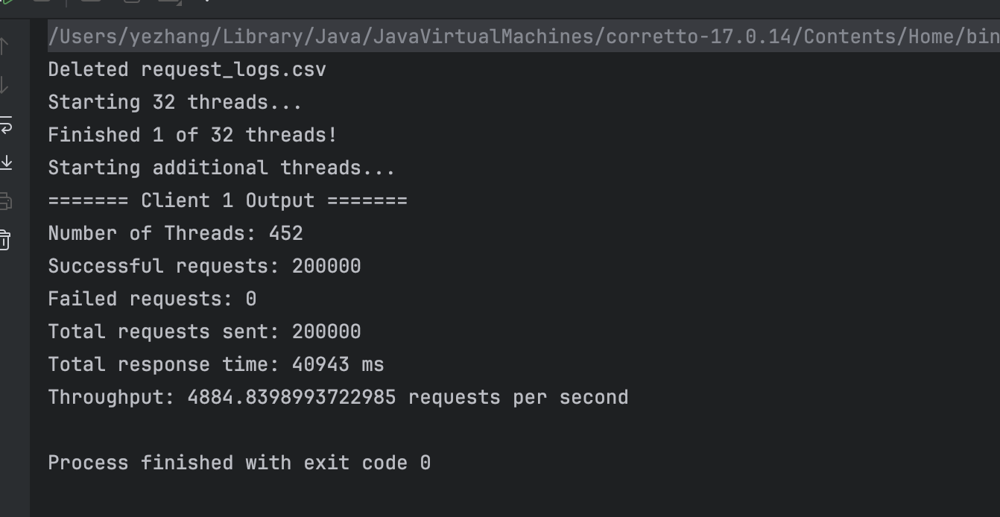 /Users/yezhang/Library/Java/JavaVirtualMachines/corretto-17.0.14/Contents/Home/bin
Deleted request_logs.csv
Starting 32 threads...
Finished 1 of 32 threads!
Starting additional threads...
======= Client 1 Output =======
Number of Threads: 452
Successful requests: 200000
Failed requests: 0
Total requests sent: 200000
Total response time: 40943 ms
Throughput: 4884.8398993722985 requests per second
Process finished with exit code 0